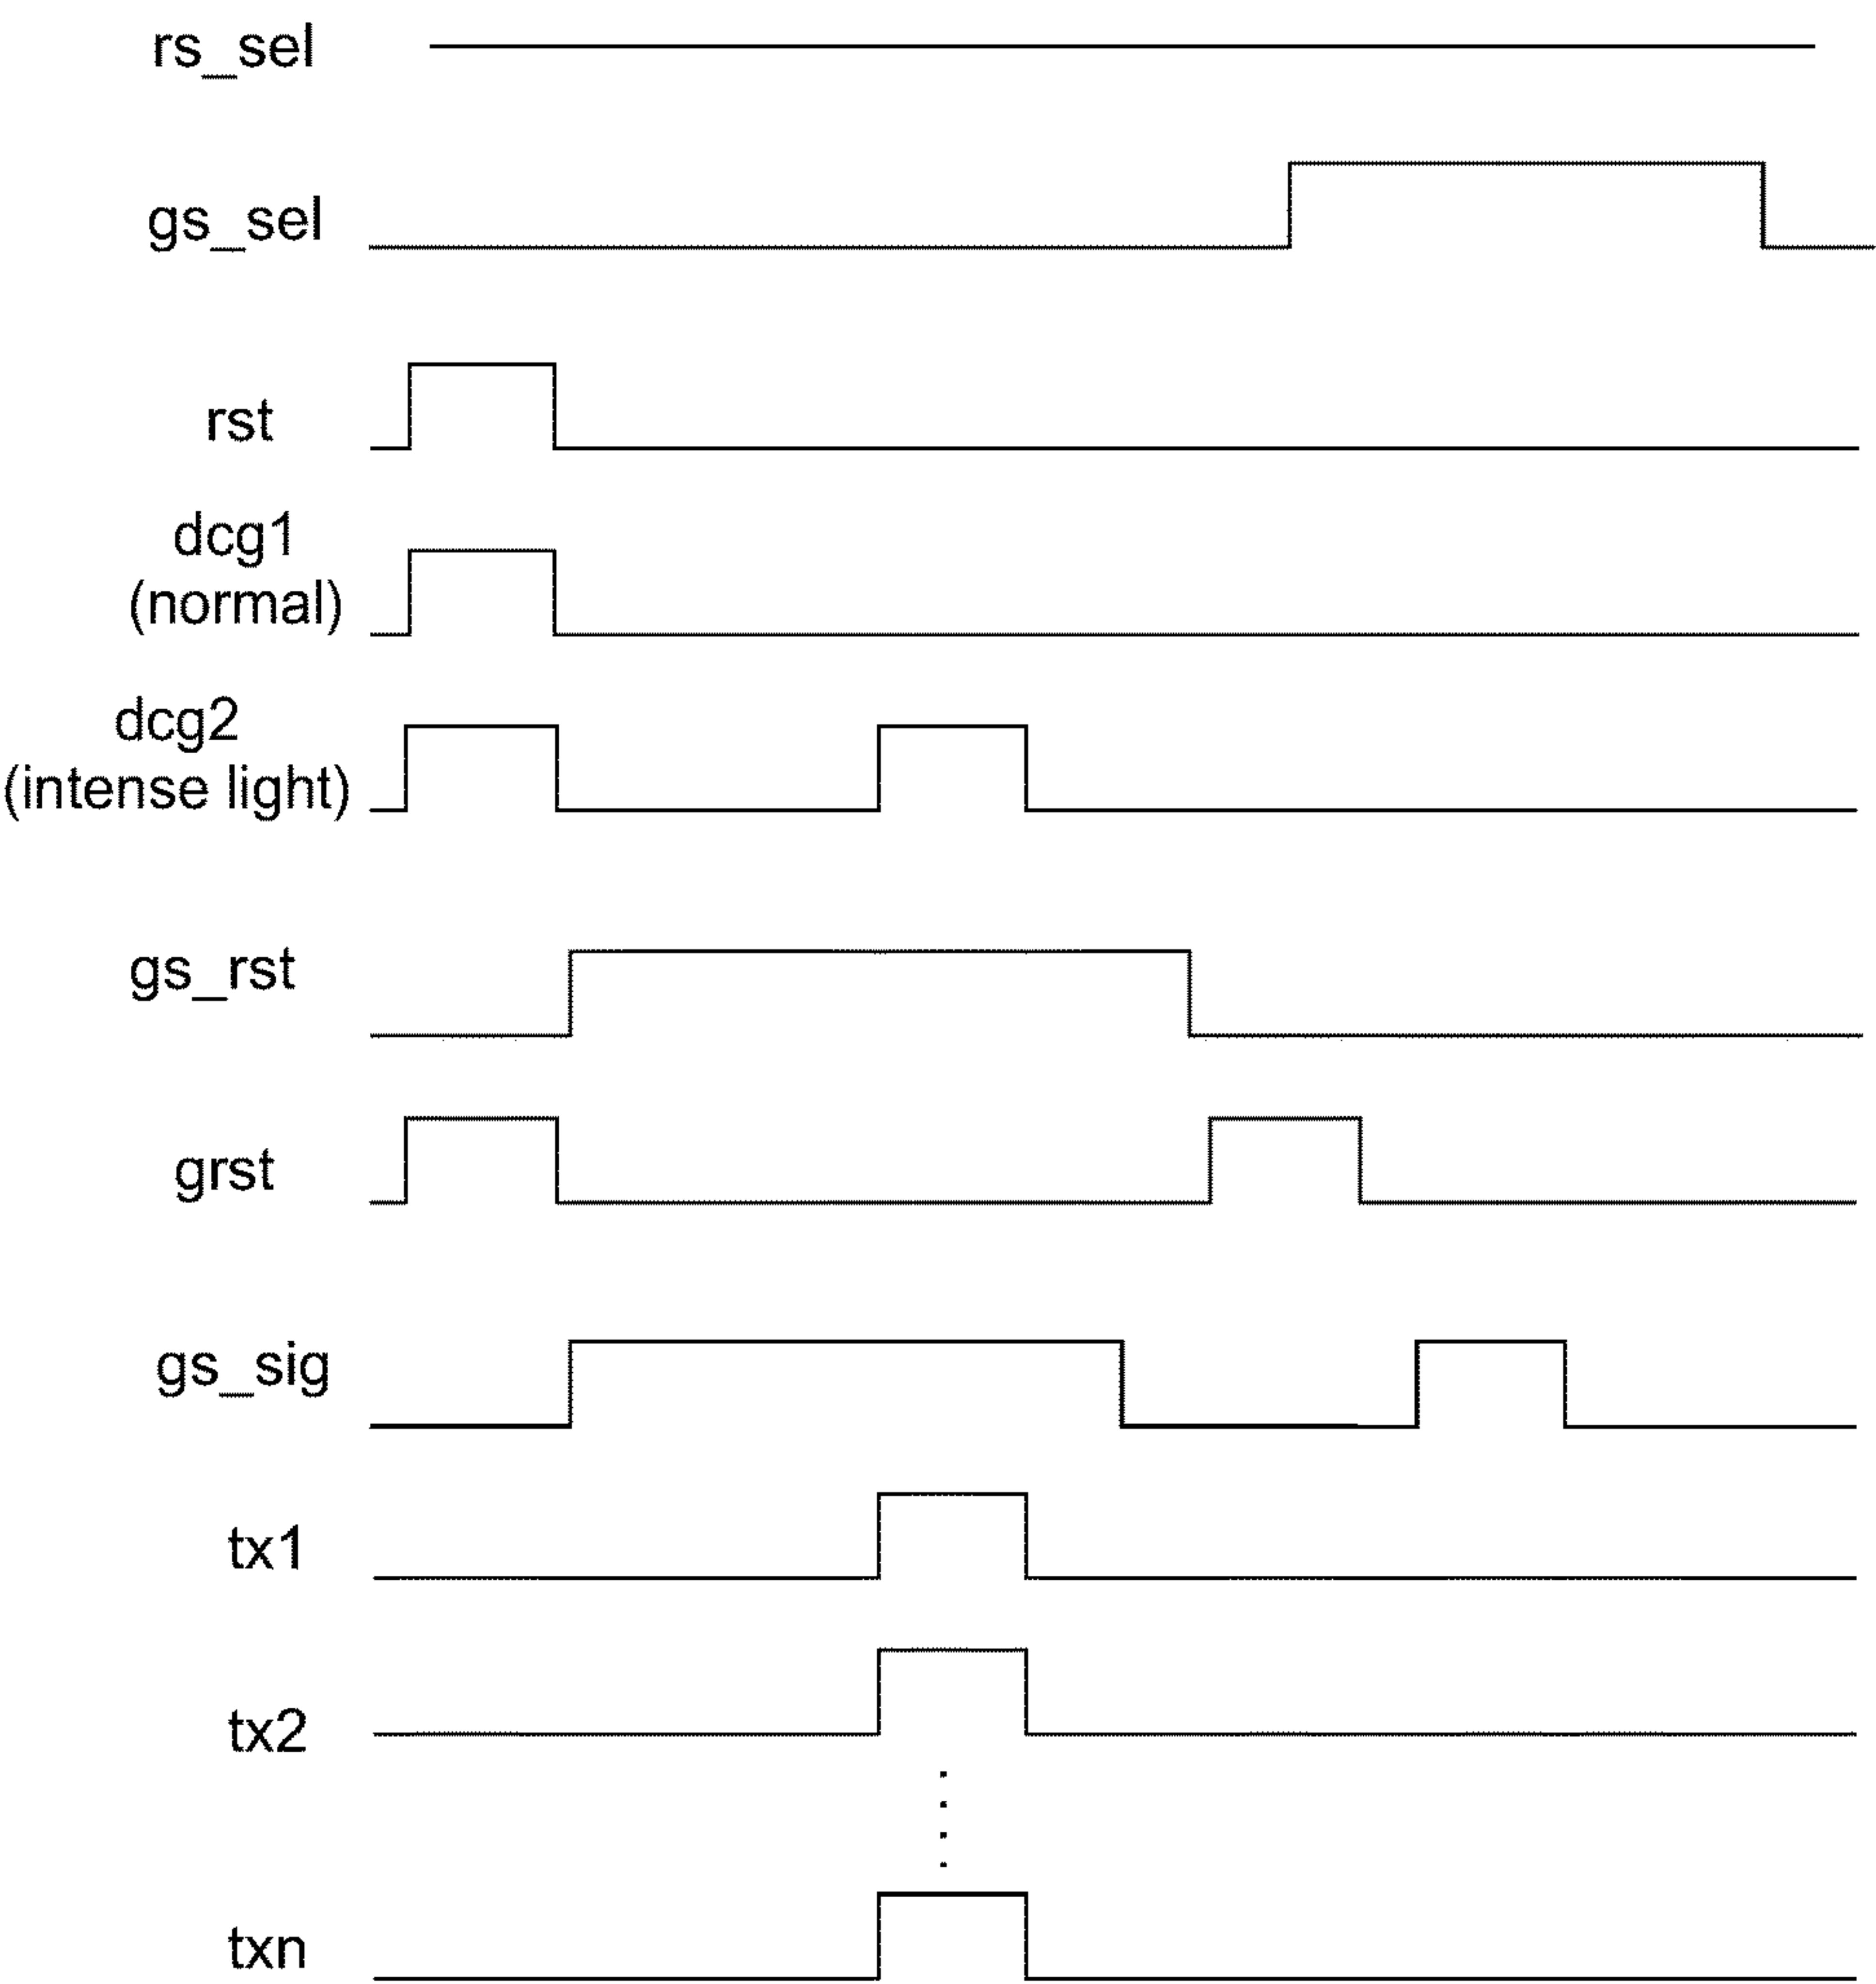 rs_sel
gs_sel
rst
dcg1
(normal)
dcg2
(intense light)
gs_rst
grst
gs_sig
tx1
tx2
txn